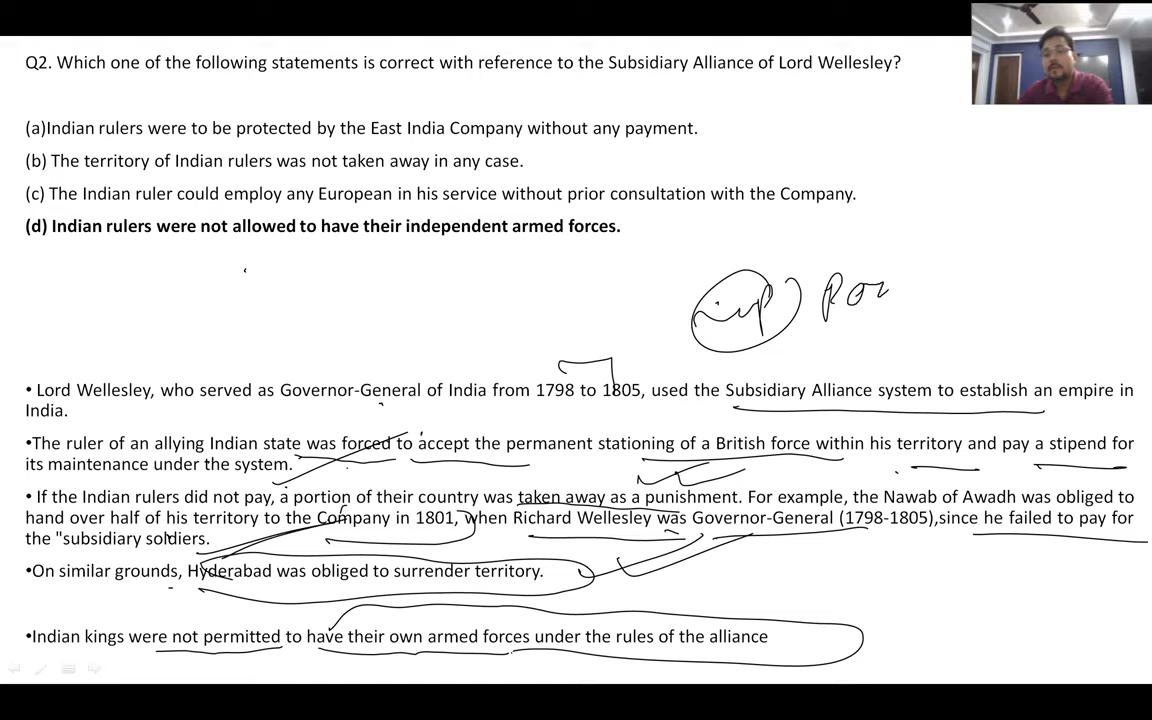 Q2. Which one of the following statements is correct with reference to the Subsidiary Alliance of Lord Wellesley?
(a)Indian rulers were to be protected by the East India Company without any payment.
(b) The territory of Indian rulers was not taken away in any case.
(c) The Indian ruler could employ any European in his service without prior consultation with the Company.
(d) Indian rulers were not allowed to have their independent armed forces.
• Lord Wellesley, who served as Governor-General of India from 1798 to 1805, used the Subsidiary Alliance system to establish an empire in
India.
•The ruler of an allying Indian state was forced to accept the permanent stationing of a British force within his territory and pay a stipend for
its maintenance under the system.
• If the Indian rulers did not pay, a portion of their country was taken away as a punishment. For example, the Nawab of Awadh was obliged to
hand over half of his territory to the Company in 1801, when Richard Wellesley was Governor-General (1798-1805),since he failed to pay for
the "subsidiary soldiers.
•On similar grounds, Hyderabad was obliged to surrender territory.
•Indian kings were not permitted to have their own armed forces under the rules of the alliance